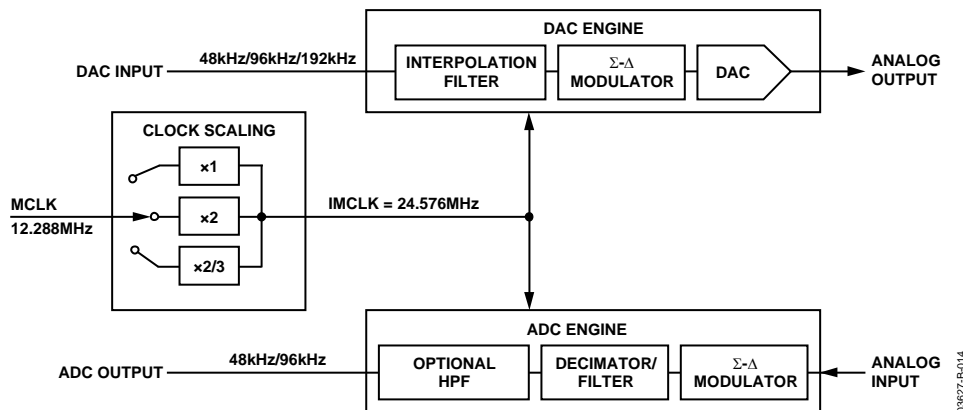 DAC ENGINE
48kHz/96kHz/192kHz
DAC INPUT
INTERPOLATION
FILTER
Σ-Δ
MODULATOR
DAC
ANALOG
OUTPUT
CLOCK SCALING
×1
MCLK
12.288MHz
×2
IMCLK = 24.576MHz
×2/3
ADC ENGINE
48kHz/96kHz
ADC OUTPUT
OPTIONAL
HPF
DECIMATOR/
FILTER
Σ-Δ
MODULATOR
ANALOG
INPUT
03627-B-014